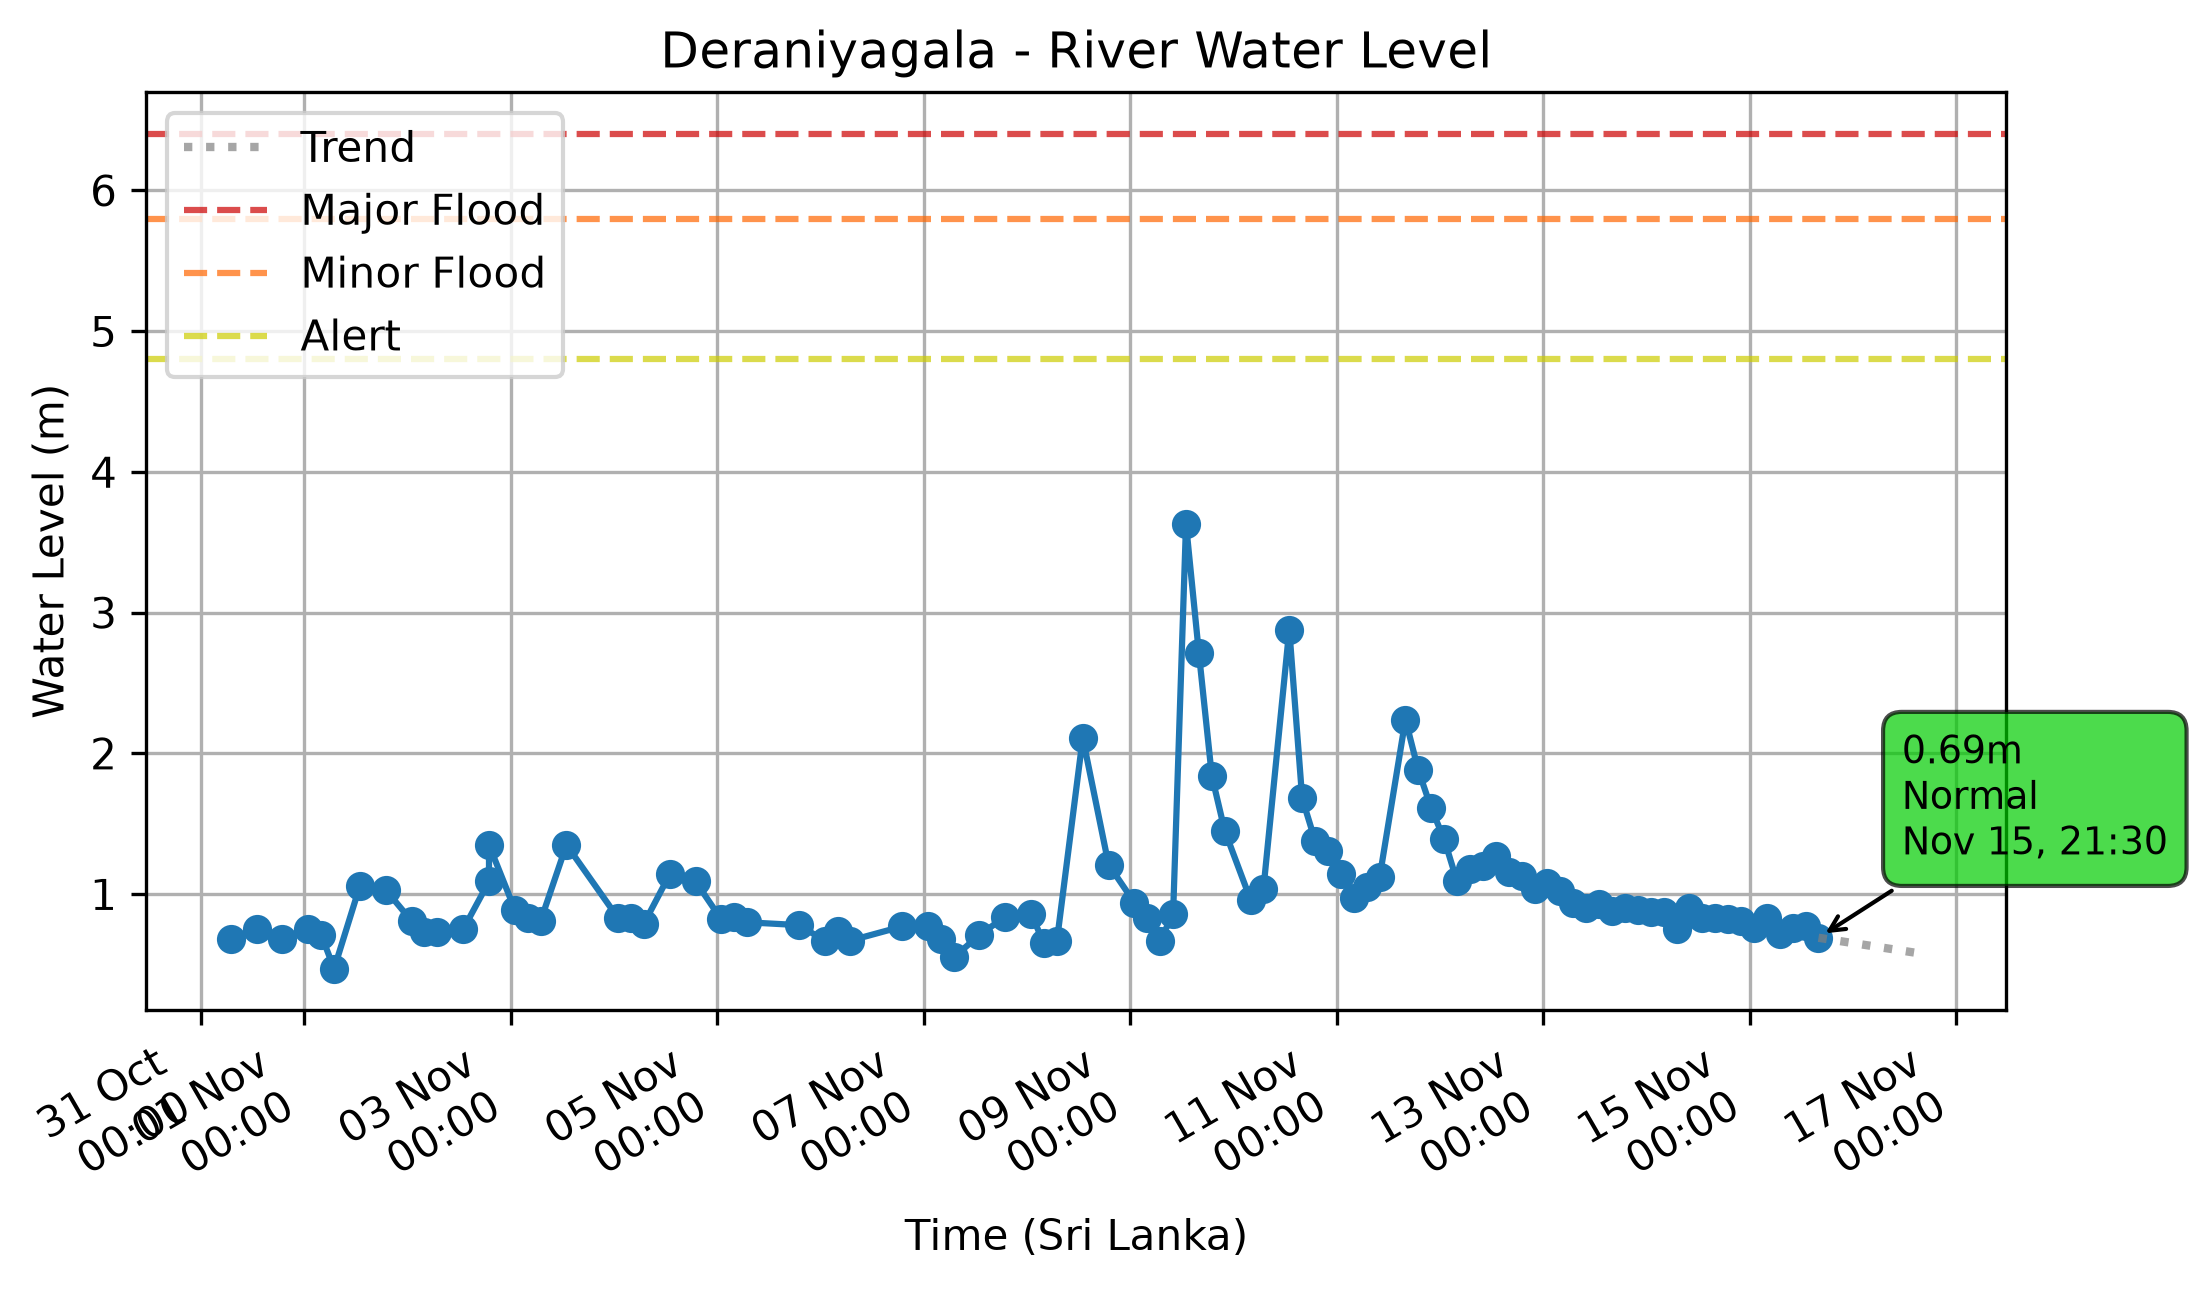 Deraniyagala - River Water Level
Trend
Major Flood
Minor Flood
Alert
6
5
4
3
2
1
Water Level (m)
0.69m
Normal
Nov 15, 21:30
31 Oct
00:00
01 Nov
00:00
03 Nov
00:00
05 Nov
00:00
07 Nov
00:00
09 Nov
00:00
11 Nov
00:00
13 Nov
00:00
15 Nov
00:00
17 Nov
00:00
Time (Sri Lanka)